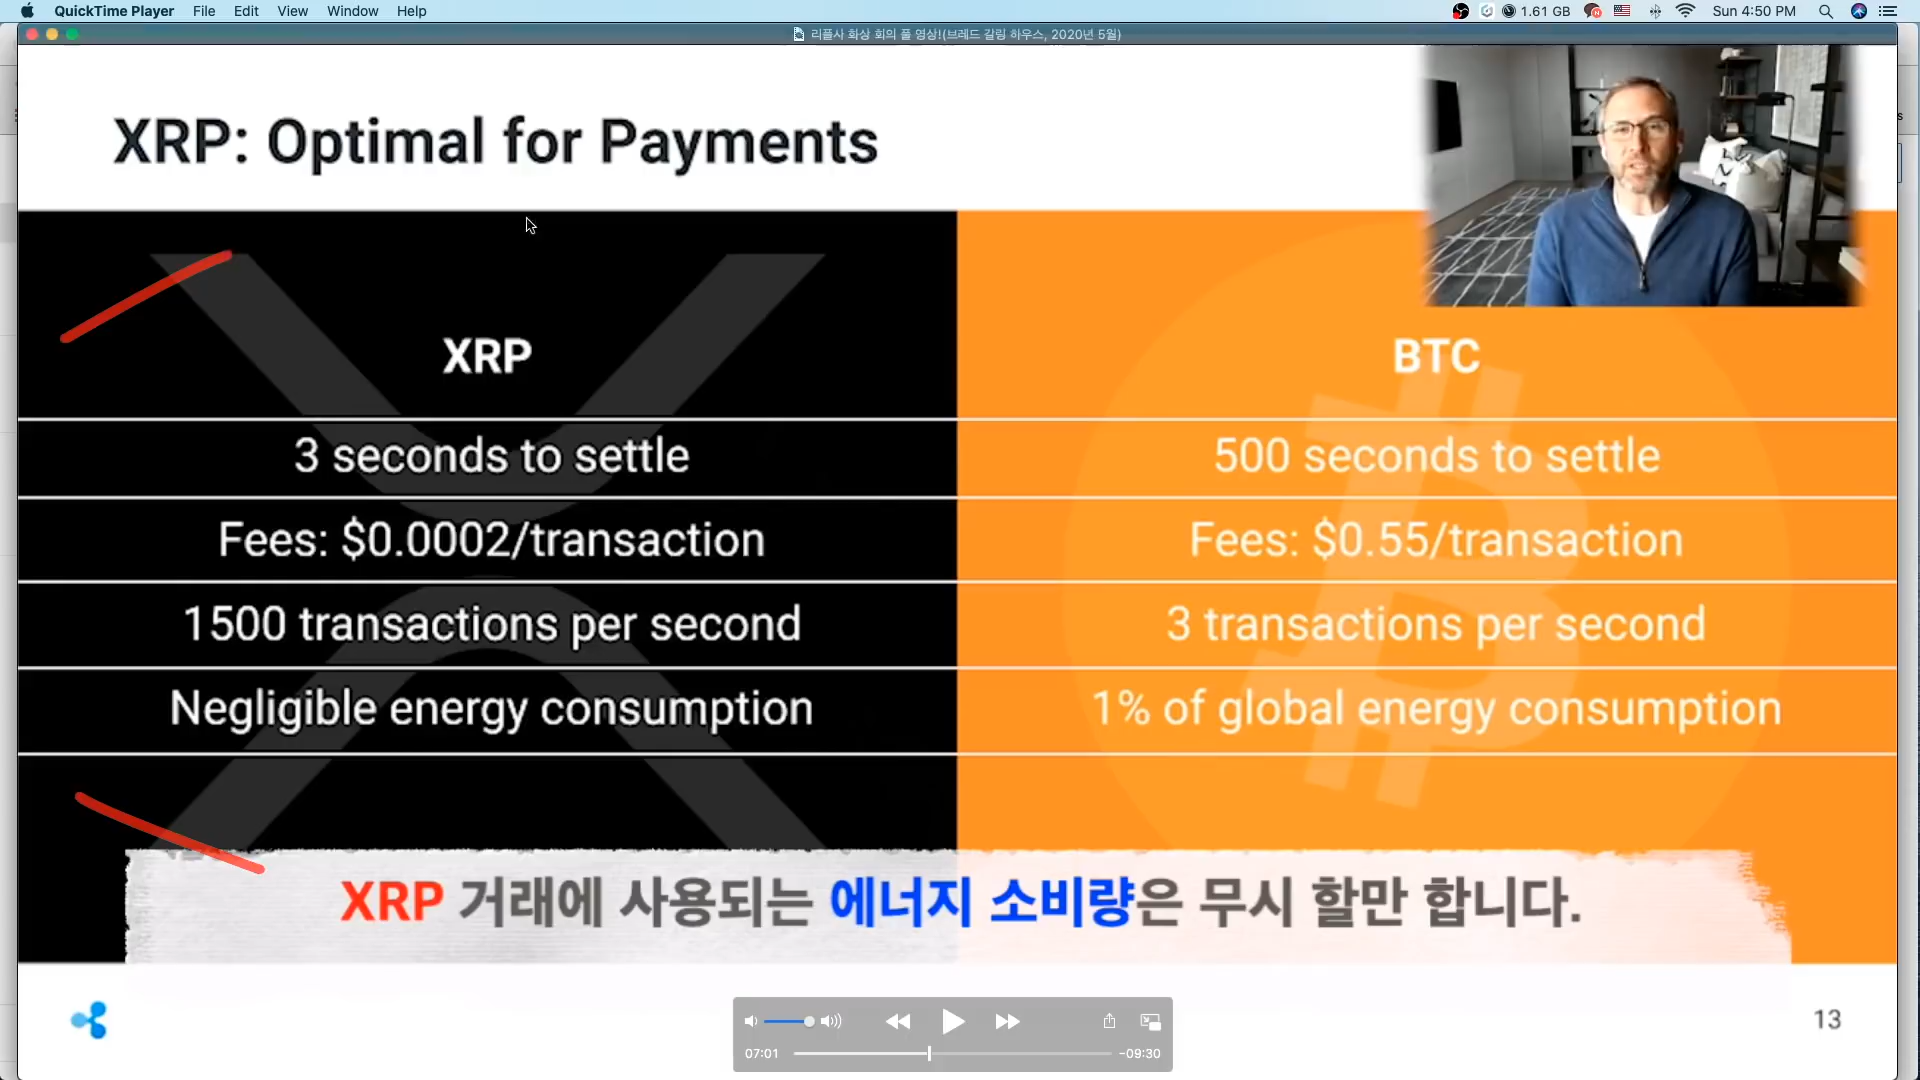 QuickTime Player File Edit View Window Help 1.61 GB Sun 4:50 PM
리플사 화상 회의 풀 영상!(브레드 갈링 하우스, 2020년 5월)
XRP: Optimal for Payments
XRP BTC
3 seconds to settle 500 seconds to settle
Fees: $0.0002/transaction Fees: $0.55/transaction
1500 transactions per second 3 transactions per second
Negligible energy consumption 1% of global energy consumption
XRP 거래에 사용되는 에너지 소비량은 무시 할만 합니다.
13
07:01 -09:30